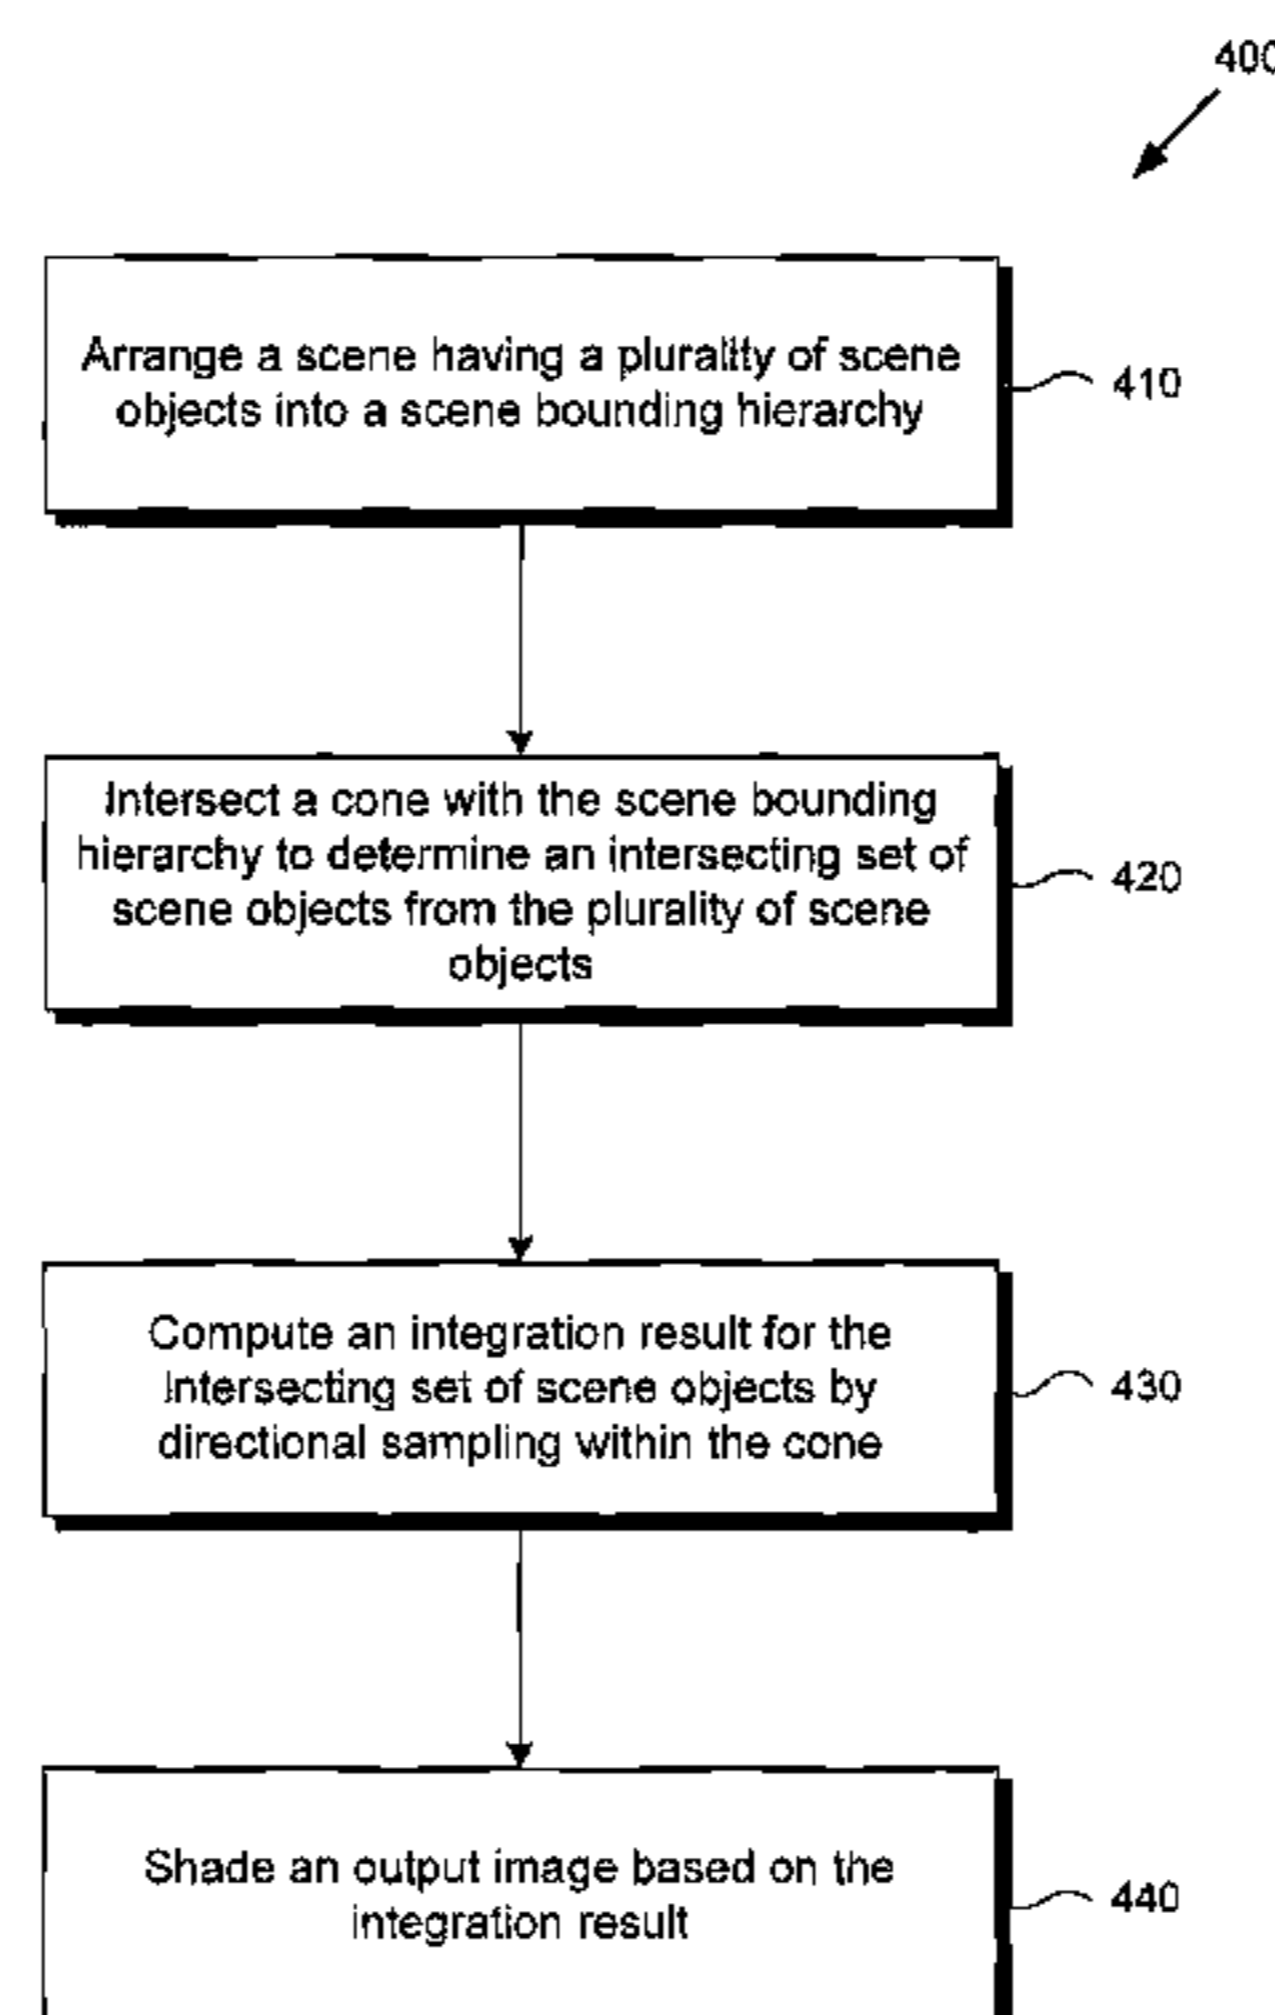 400
Arrange a scene having a plurality of scene
objects into a scene bounding hierarchy
410
Intersect a cone with the scene bounding
hierarchy to determine an intersecting set of
scene objects from the plurality of scene
objects
420
Compute an integration result for the
Intersecting set of scene objects by
directional sampling within the cone
430
Shade an output image based on the
integration result
440